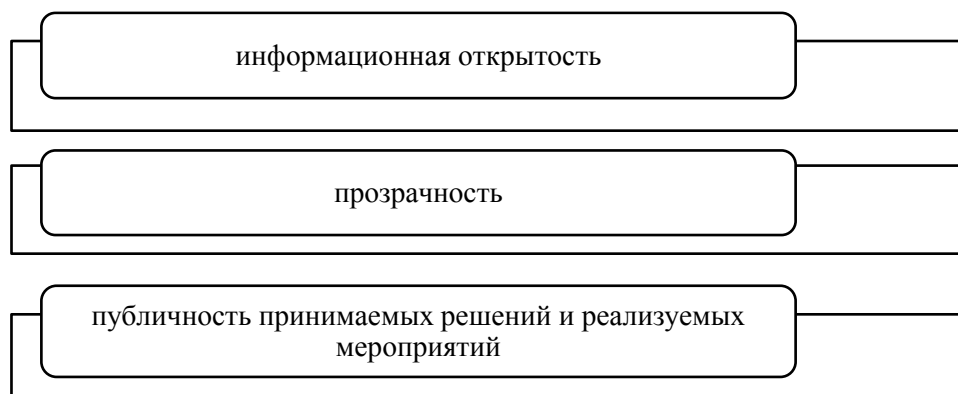 информационная открытость
прозрачность
публичность принимаемых решений и реализуемых
мероприятий